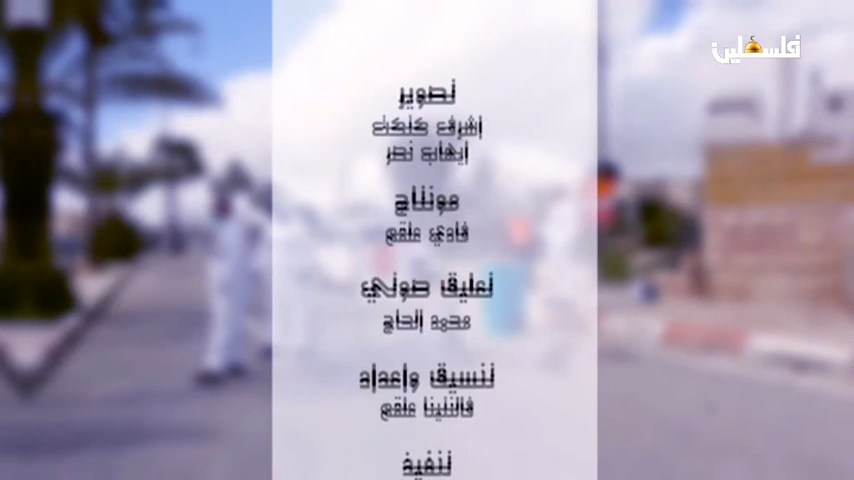 فلسطين
تصوير
إيهاب نصر
مونتاج
فادي علقم
تعليق صوتي
محمد الحاج
تنسيق وإعداد
فالنتينا علقم
تنفيذ